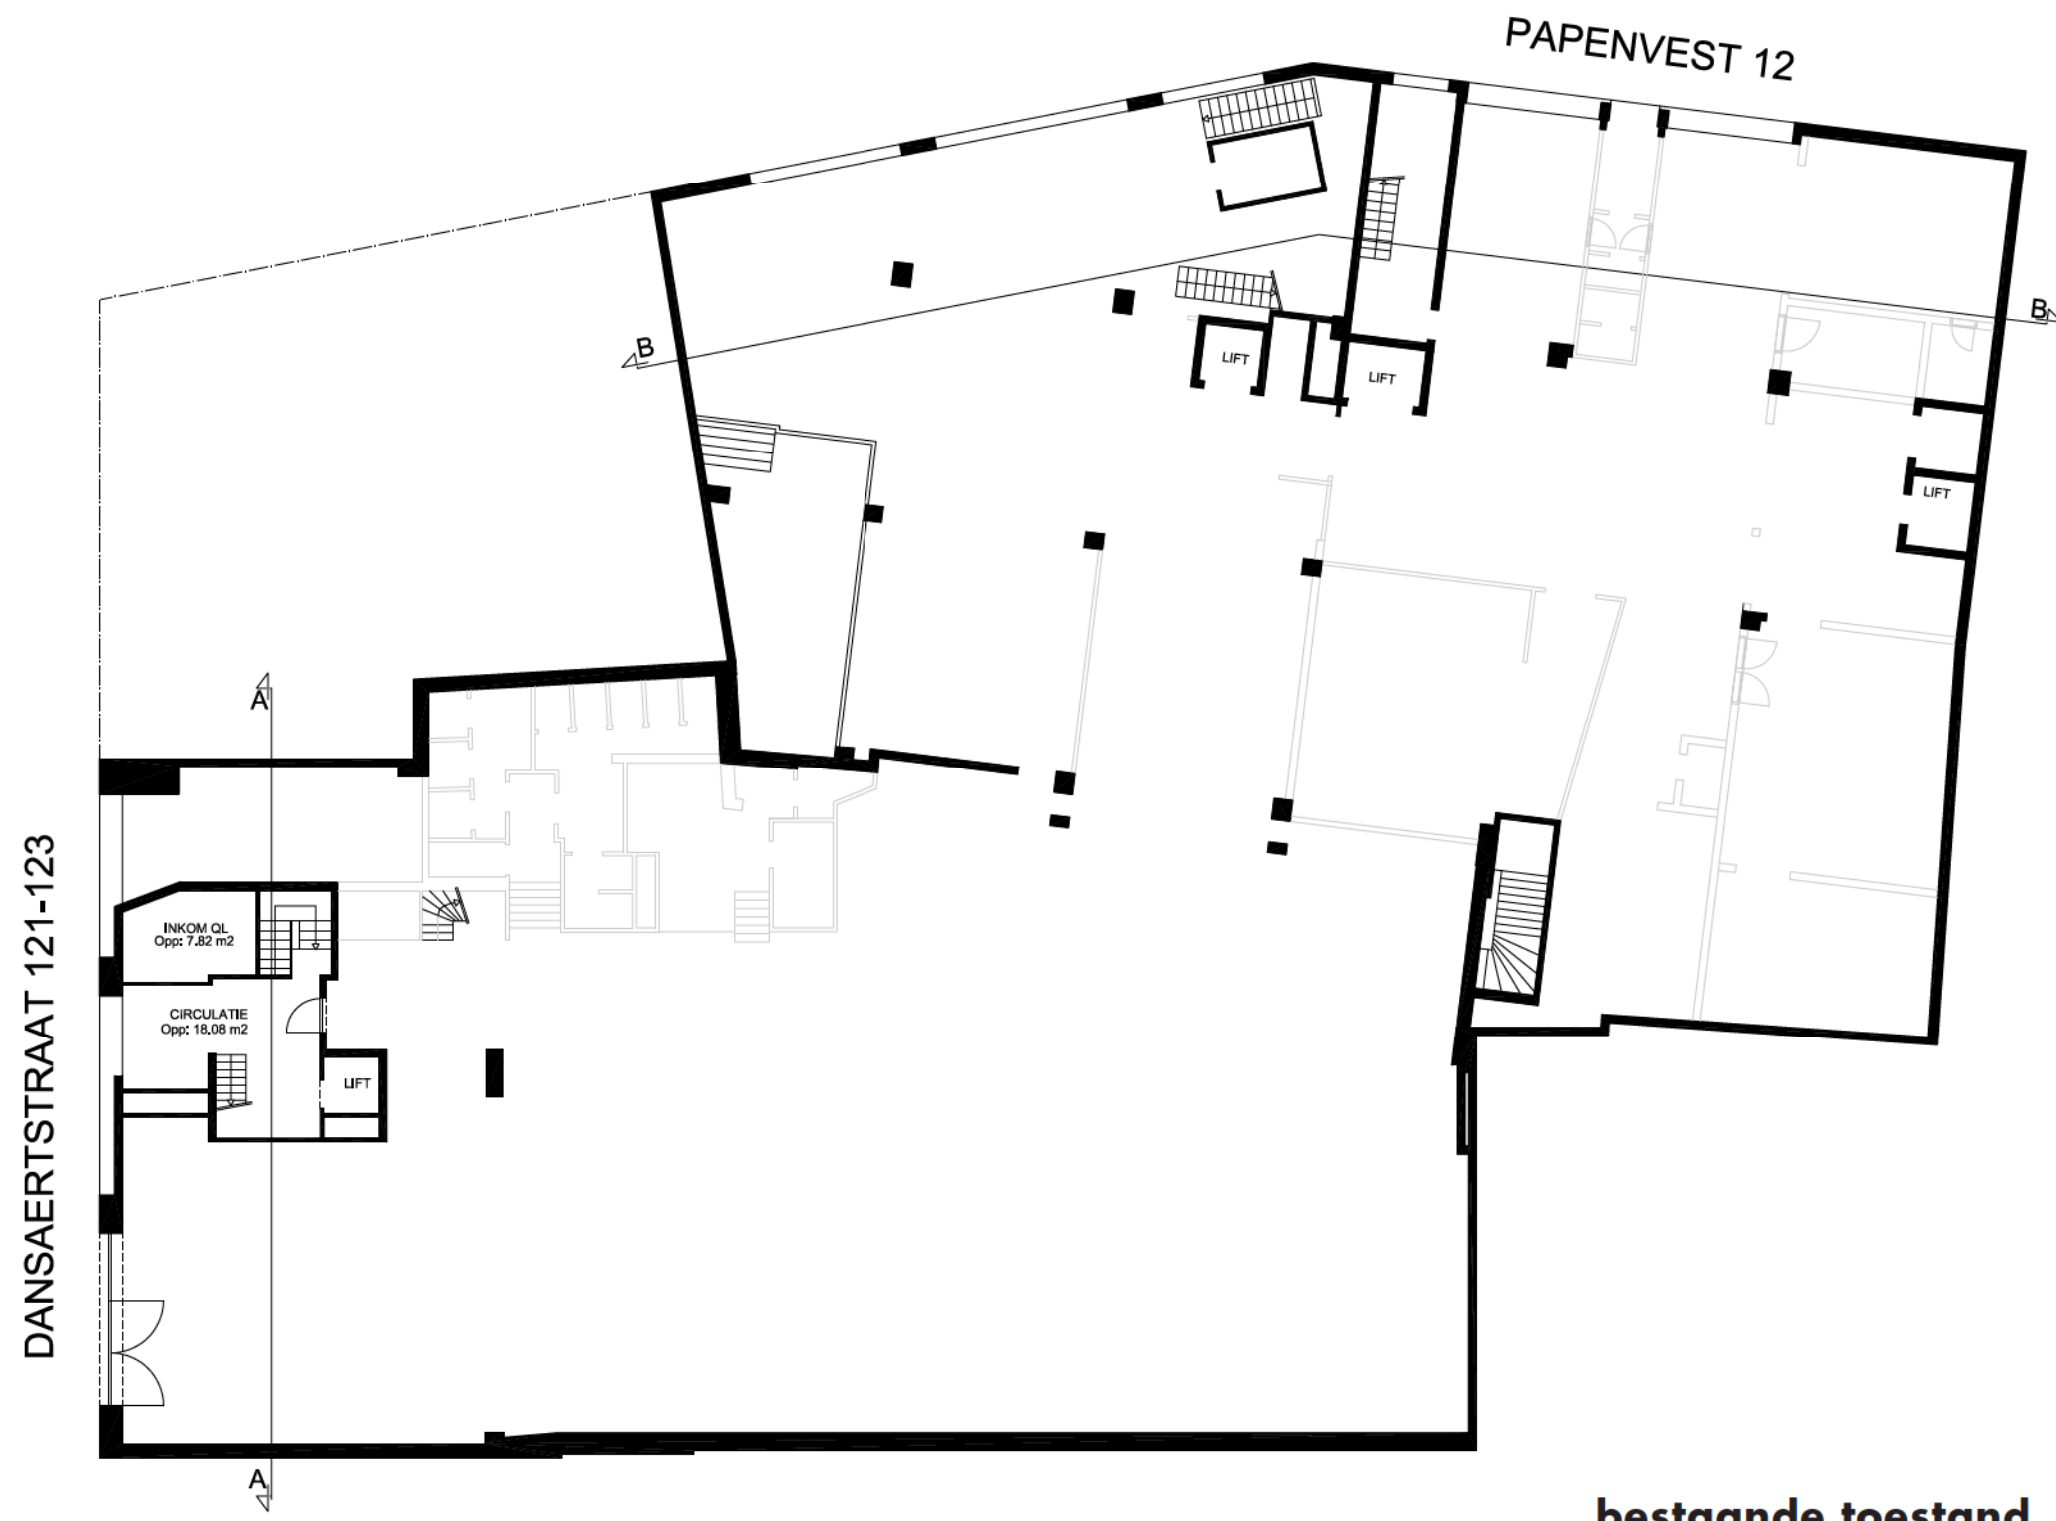 PAPENVEST 12
B
B
LIFT
LIFT
LIFT
A
DANSAERTSTRAAT 121-123
INKOM QL
Opp: 7.82 m2
CIRCULATIE
Opp: 18.08 m2
LIFT
A
bestaande toestand